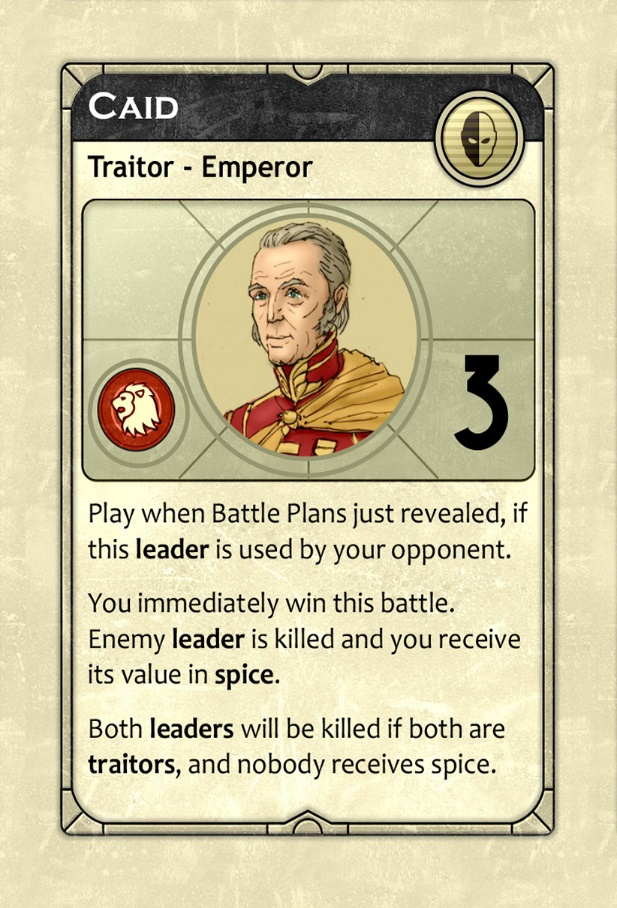 Caid
Traitor - Emperor
3
Play when Battle Plans just revealed, if
this leader is used by your opponent.
You immediately win this battle.
Enemy leader is killed and you receive
its value in spice.
Both leaders will be killed if both are
traitors, and nobody receives spice.